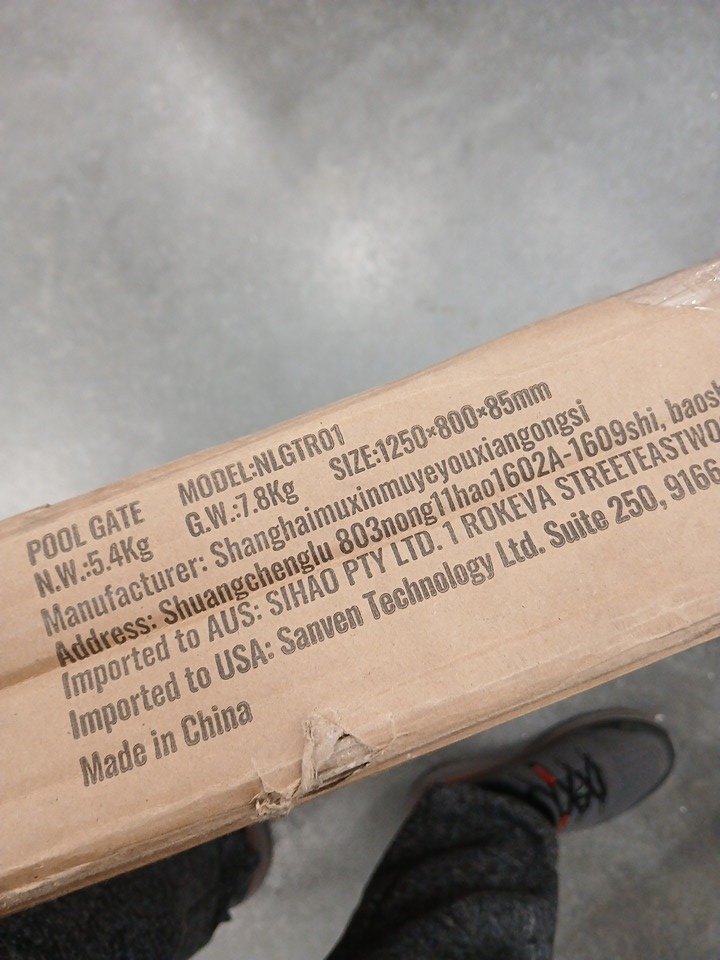 POOL GATE MODEL:NLGTR01
N.W.:5.4Kg G.W.:7.8Kg SIZE:1250×800×85mm
Manufacturer: Shanghaimuxinmuyeyouxiangongsi
Address: Shuangchenglu 803nong11hao1602A-1609shi, baosh
Imported to AUS: SIHAO PTY LTD. 1 ROKEVA STREETEASTWO
Imported to USA: Sanven Technology Ltd. Suite 250, 9166
Made in China